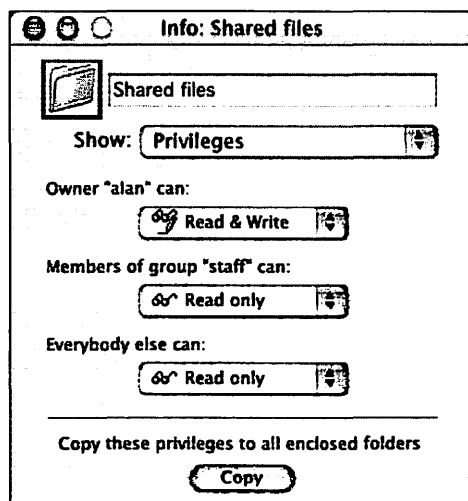 Info: Shared files
Shared files
Show: Privileges
Owner "alan" can:
Read & Write
Members of group "staff" can:
Read only
Everybody else can:
Read only
Copy these privileges to all enclosed folders
Copy